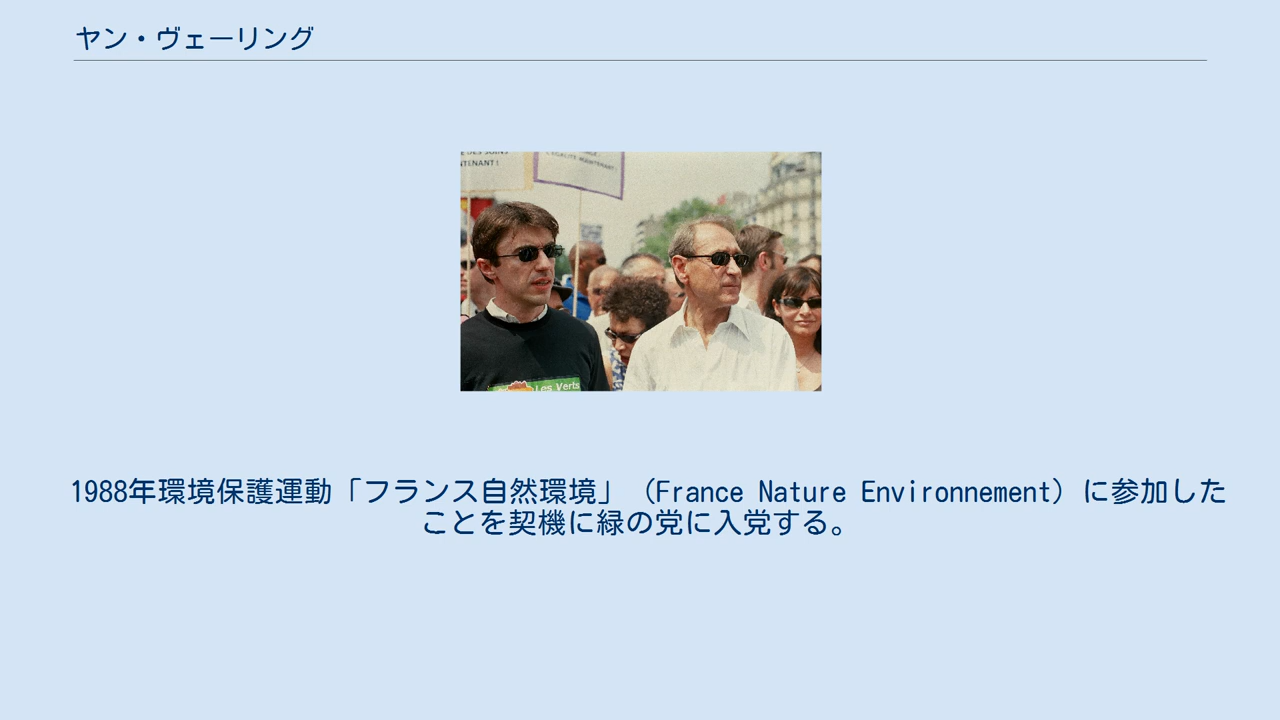 ヤン・ヴェーリング
TENANT!
Les Verts
1988年環境保護運動「フランス自然環境」（France Nature Environnement）に参加した
ことを契機に緑の党に入党する。